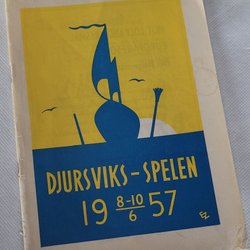 DJURSVIKS-SPELEN
19 8-10/6 57
EZ